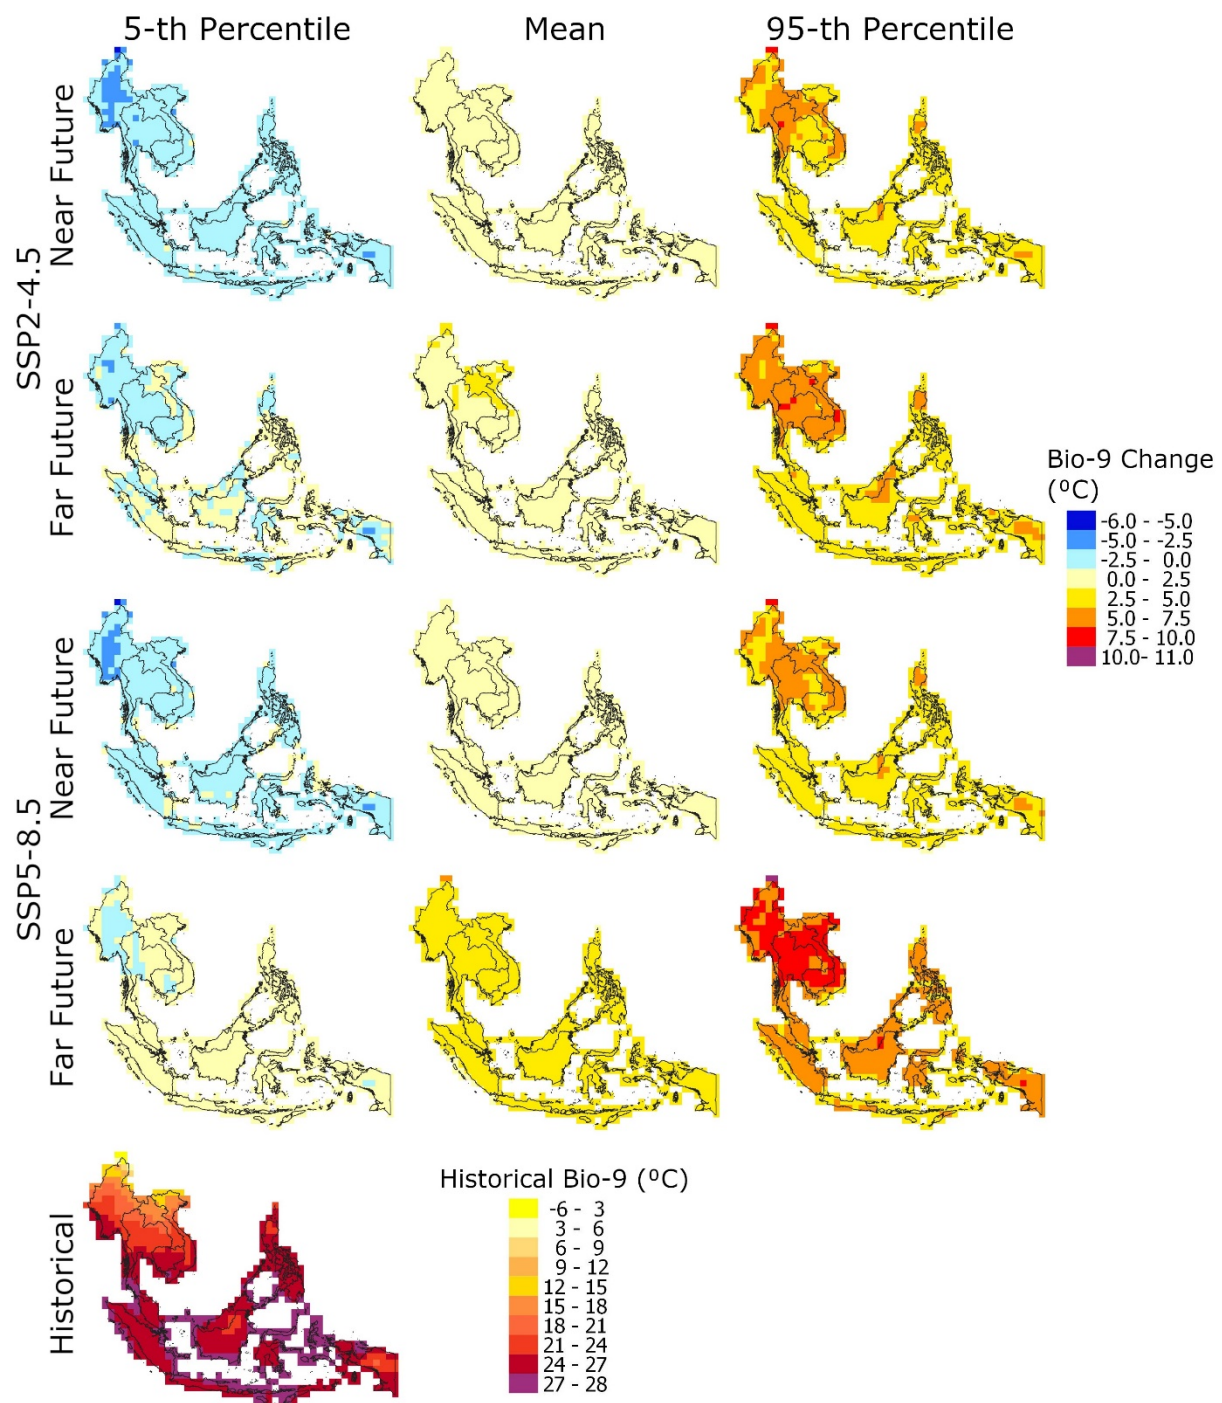 5-th Percentile Mean 95-th Percentile
SSP2-4.5
Near Future
Far Future
Bio-9 Change
(⁰C)
-6.0 - -5.0
-5.0 - -2.5
-2.5 - 0.0
0.0 - 2.5
2.5 - 5.0
5.0 - 7.5
7.5 - 10.0
10.0- 11.0
SSP5-8.5
Near Future
Far Future
Historical
Historical Bio-9 (⁰C)
-6 - 3
3 - 6
6 - 9
9 - 12
12 - 15
15 - 18
18 - 21
21 - 24
24 - 27
27 - 28